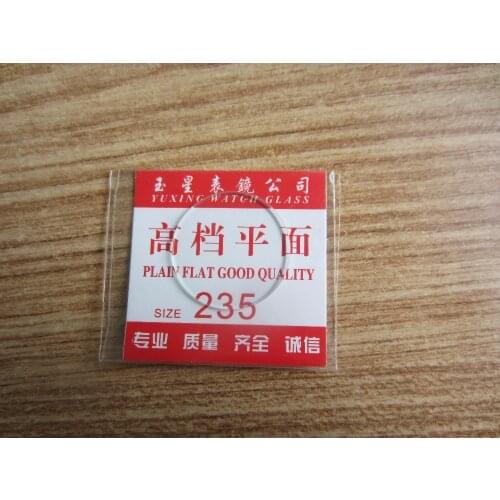 玉星表鏡公司
YUXING WATCH GLASS
高档平面
PLAIN FLAT GOOD QUALITY
SIZE 235
专业 质量 齐全 诚信